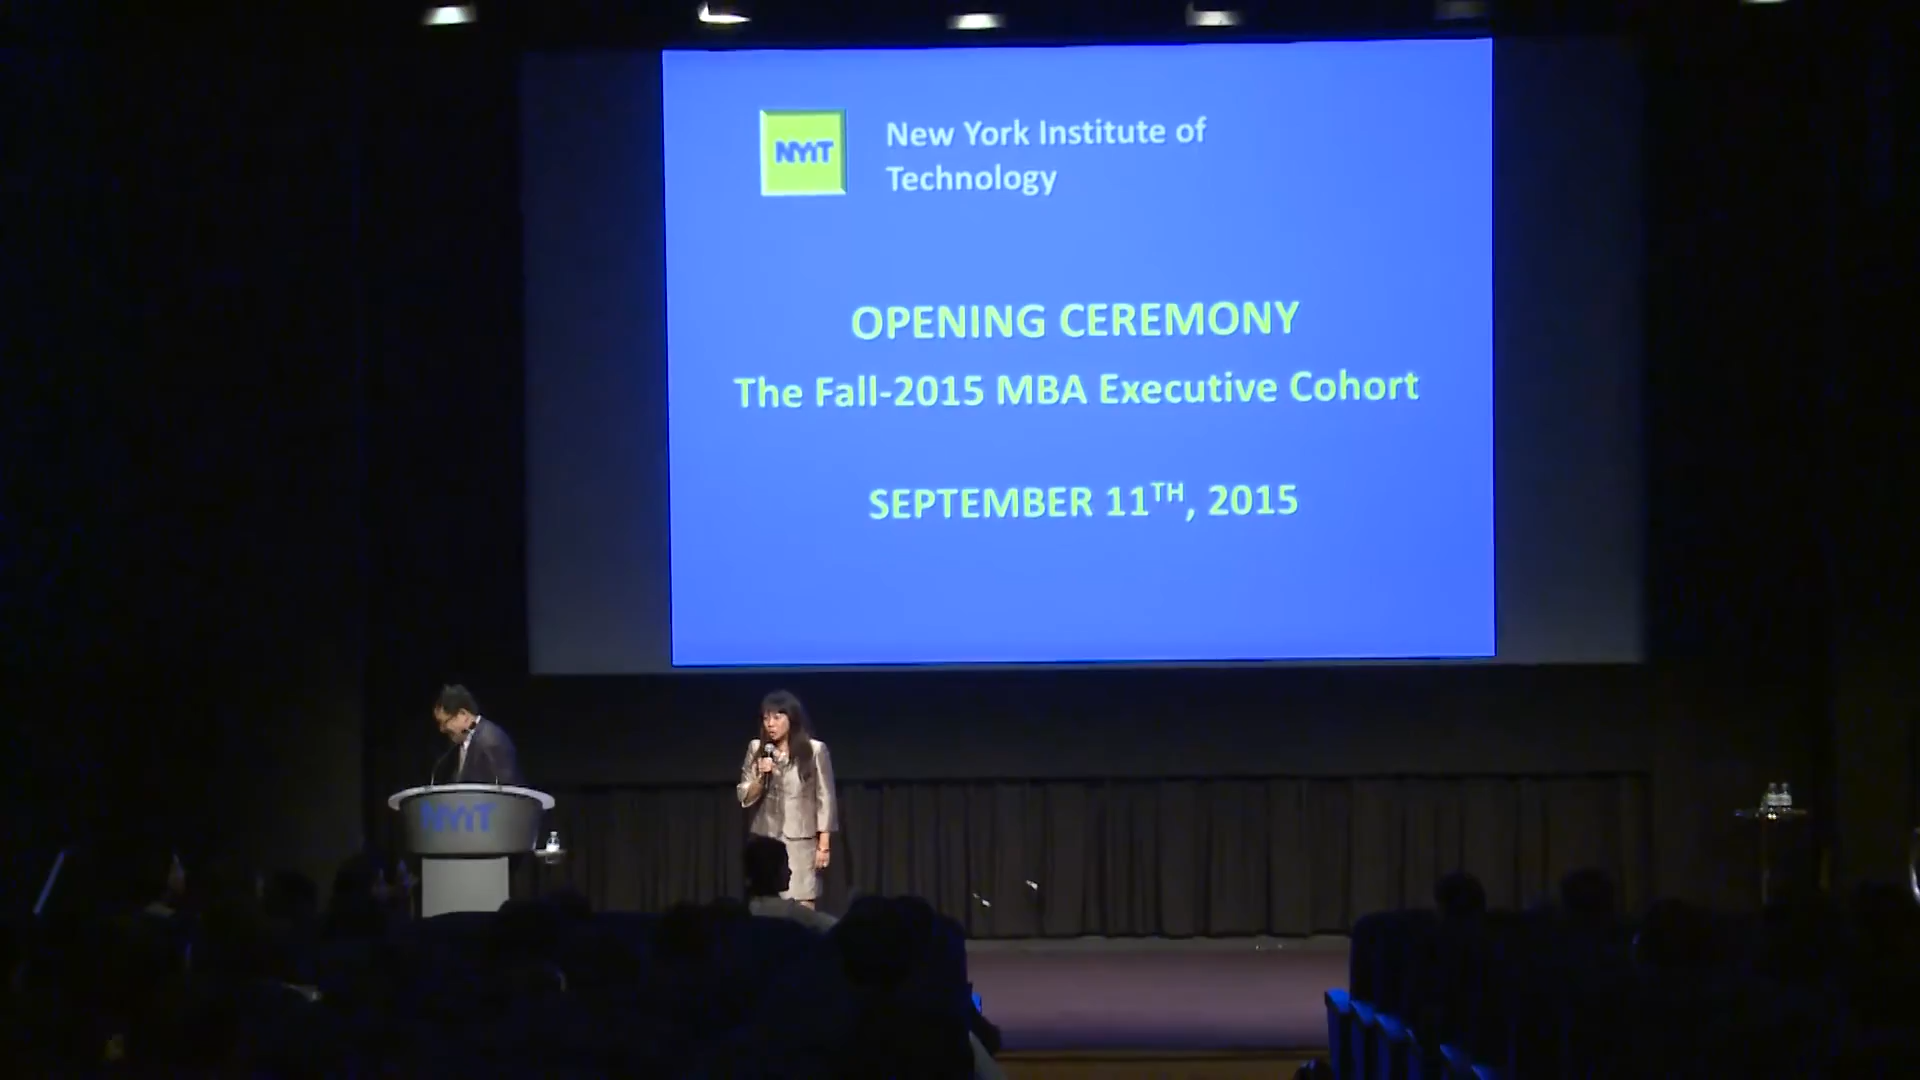 NYiT
New York Institute of
Technology
OPENING CEREMONY
The Fall-2015 MBA Executive Cohort
SEPTEMBER 11TH, 2015
NYiT